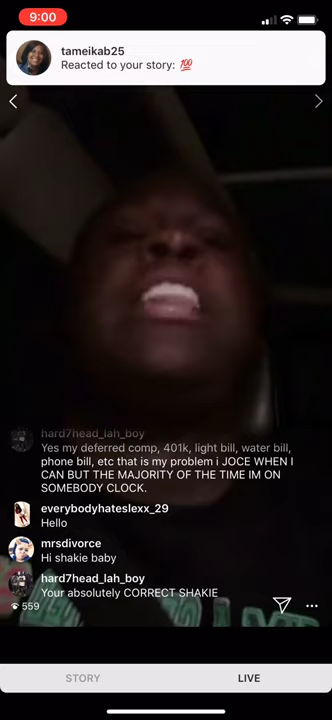 9:00
tameikab25
Reacted to your story: 💯
hard7head_lah_boy
Yes my deferred comp, 401k, light bill, water bill,
phone bill, etc that is my problem i JOCE WHEN I
CAN BUT THE MAJORITY OF THE TIME IM ON
SOMEBODY CLOCK.
everybodyhateslexx_29
Hello
mrsdivorce
Hi shakie baby
hard7head_lah_boy
Your absolutely CORRECT SHAKIE
559
STORY
LIVE